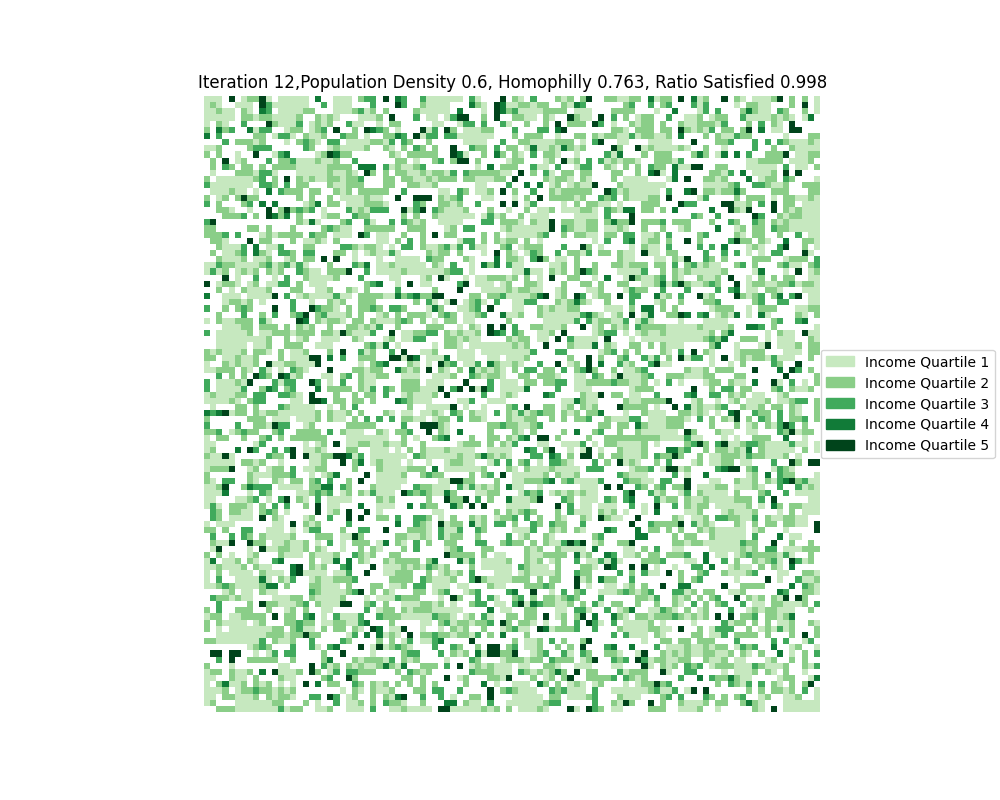 Iteration 12,Population Density 0.6, Homophilly 0.763, Ratio Satisfied 0.998
Income Quartile 1
Income Quartile 2
Income Quartile 3
Income Quartile 4
Income Quartile 5